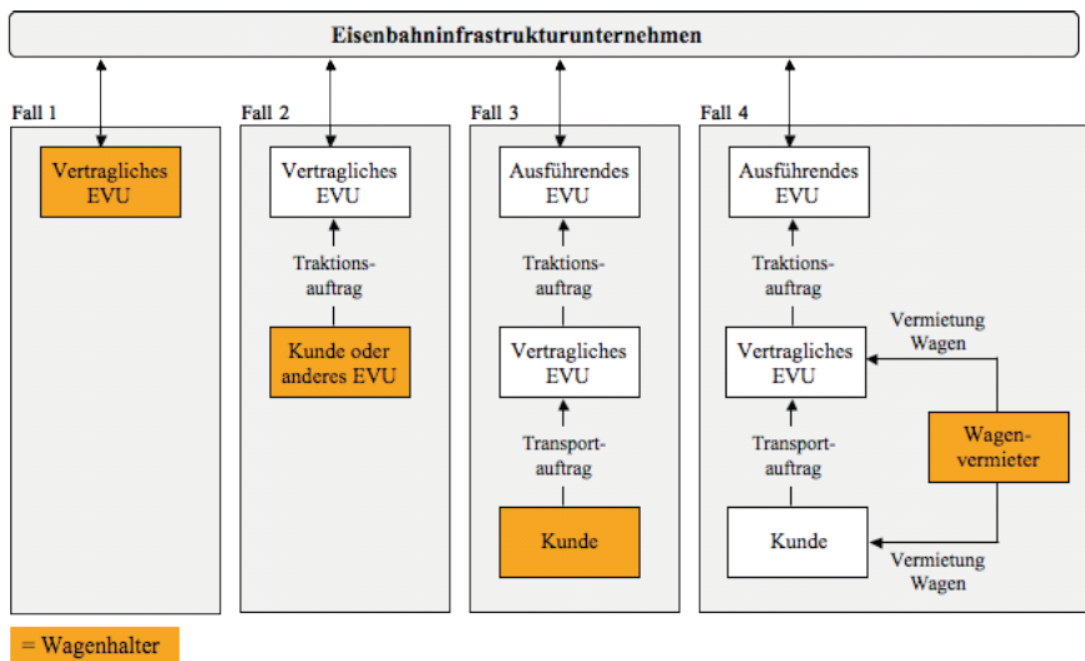 Eisenbahninfrastrukturunternehmen
Fall 1
Vertragliches
EVU
Fall 2
Vertragliches
EVU
Traktions-
auftrag
Kunde oder
anderes EVU
Fall 3
Ausführendes
EVU
Traktions-
auftrag
Vertragliches
EVU
Transport-
auftrag
Kunde
Fall 4
Ausführendes
EVU
Traktions-
auftrag
Vertragliches
EVU
Transport-
auftrag
Kunde
Vermietung
Wagen
Wagen-
vermieter
Vermietung
Wagen
= Wagenhalter